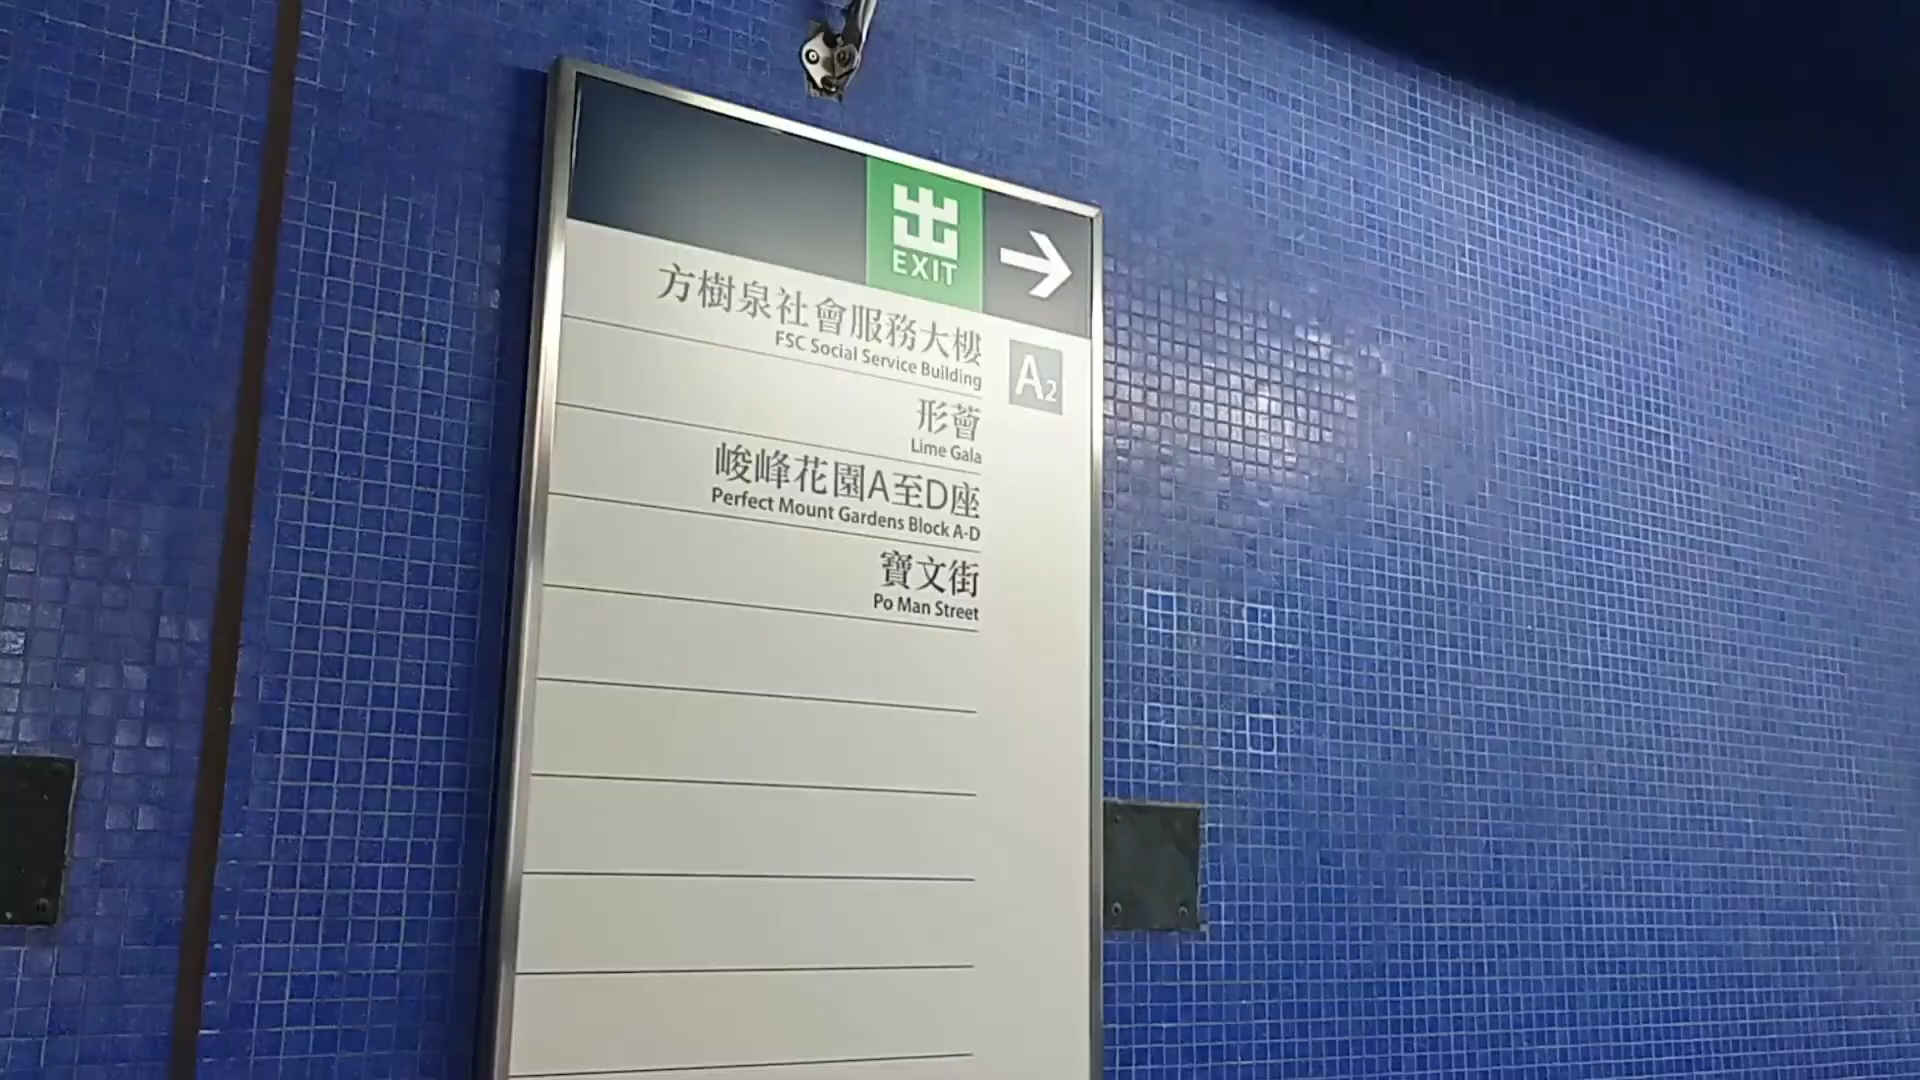 出
EXIT
方樹泉社會服務大樓
FSC Social Service Building
A2
形薈
Lime Gala
峻峰花園A至D座
Perfect Mount Gardens Block A-D
寶文街
Po Man Street